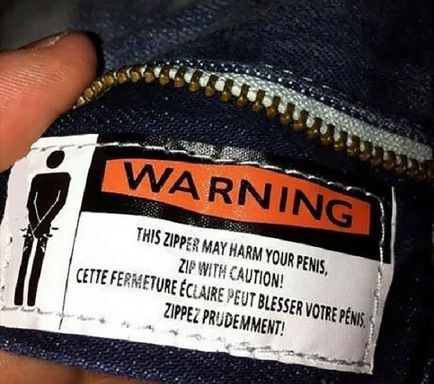 WARNING
THIS ZIPPER MAY HARM YOUR PENIS,
ZIP WITH CAUTION!
CETTE FERMETURE ÉCLAIRE PEUT BLESSER VOTRE PÉNIS,
ZIPPEZ PRUDEMMENT!